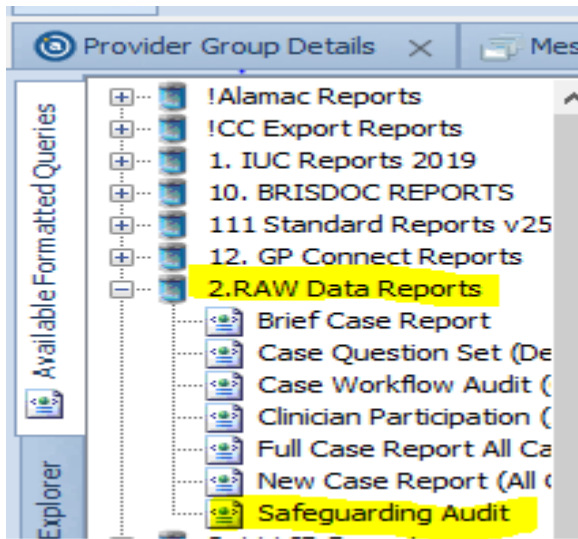 Provider Group Details
Mes
Available Formatted Queries
Explorer
!Alamac Reports
!CC Export Reports
1. IUC Reports 2019
10. BRISDOC REPORTS
111 Standard Reports v25
12. GP Connect Reports
2.RAW Data Reports
Brief Case Report
Case Question Set (De
Case Workflow Audit (
Clinician Participation (
Full Case Report All Ca
New Case Report (All
Safeguarding Audit